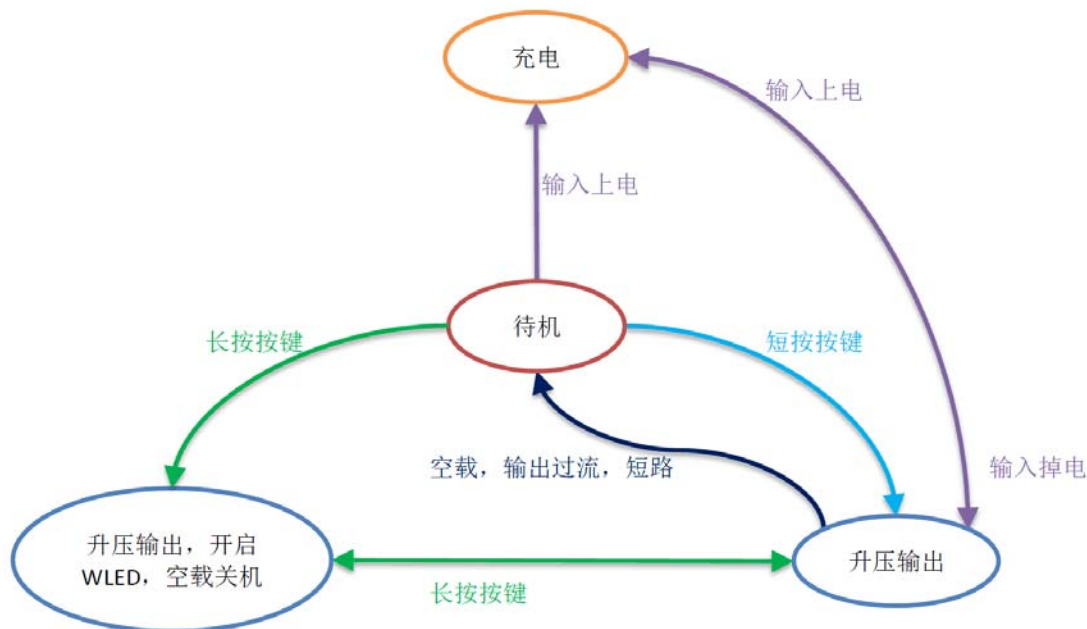 充电
输入上电
输入上电
待机
长按按键
短按按键
空载，输出过流，短路
输入掉电
升压输出，开启
WLED，空载关机
升压输出
长按按键